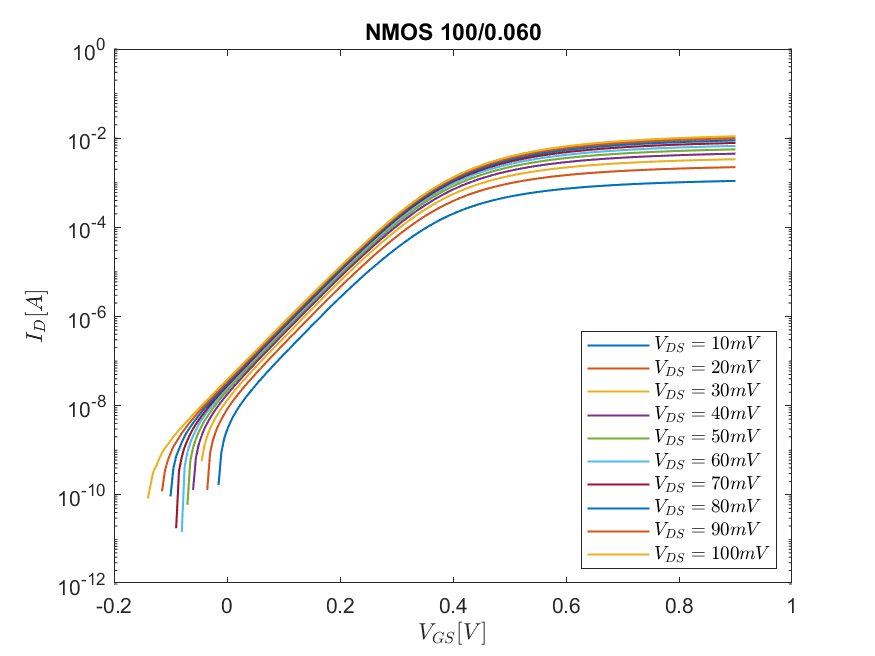 NMOS 100/0.060
10^0
10^-2
10^-4
10^-6
10^-8
10^-10
10^-12
I_D[A]
V_DS = 10mV
V_DS = 20mV
V_DS = 30mV
V_DS = 40mV
V_DS = 50mV
V_DS = 60mV
V_DS = 70mV
V_DS = 80mV
V_DS = 90mV
V_DS = 100mV
-0.2 0 0.2 0.4 0.6 0.8 1
V_GS[V]